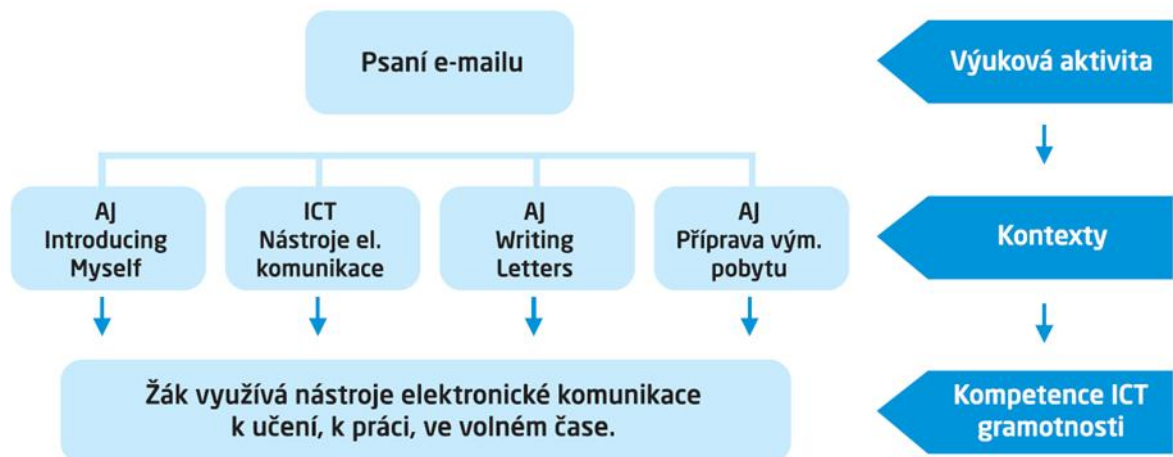 Psaní e-mailu
Výuková aktivita
AJ
Introducing
Myself
ICT
Nástroje el.
komunikace
AJ
Writing
Letters
AJ
Příprava vým.
pobytu
Kontexty
Žák využívá nástroje elektronické komunikace
k učení, k práci, ve volném čase.
Kompetence ICT
gramotnosti